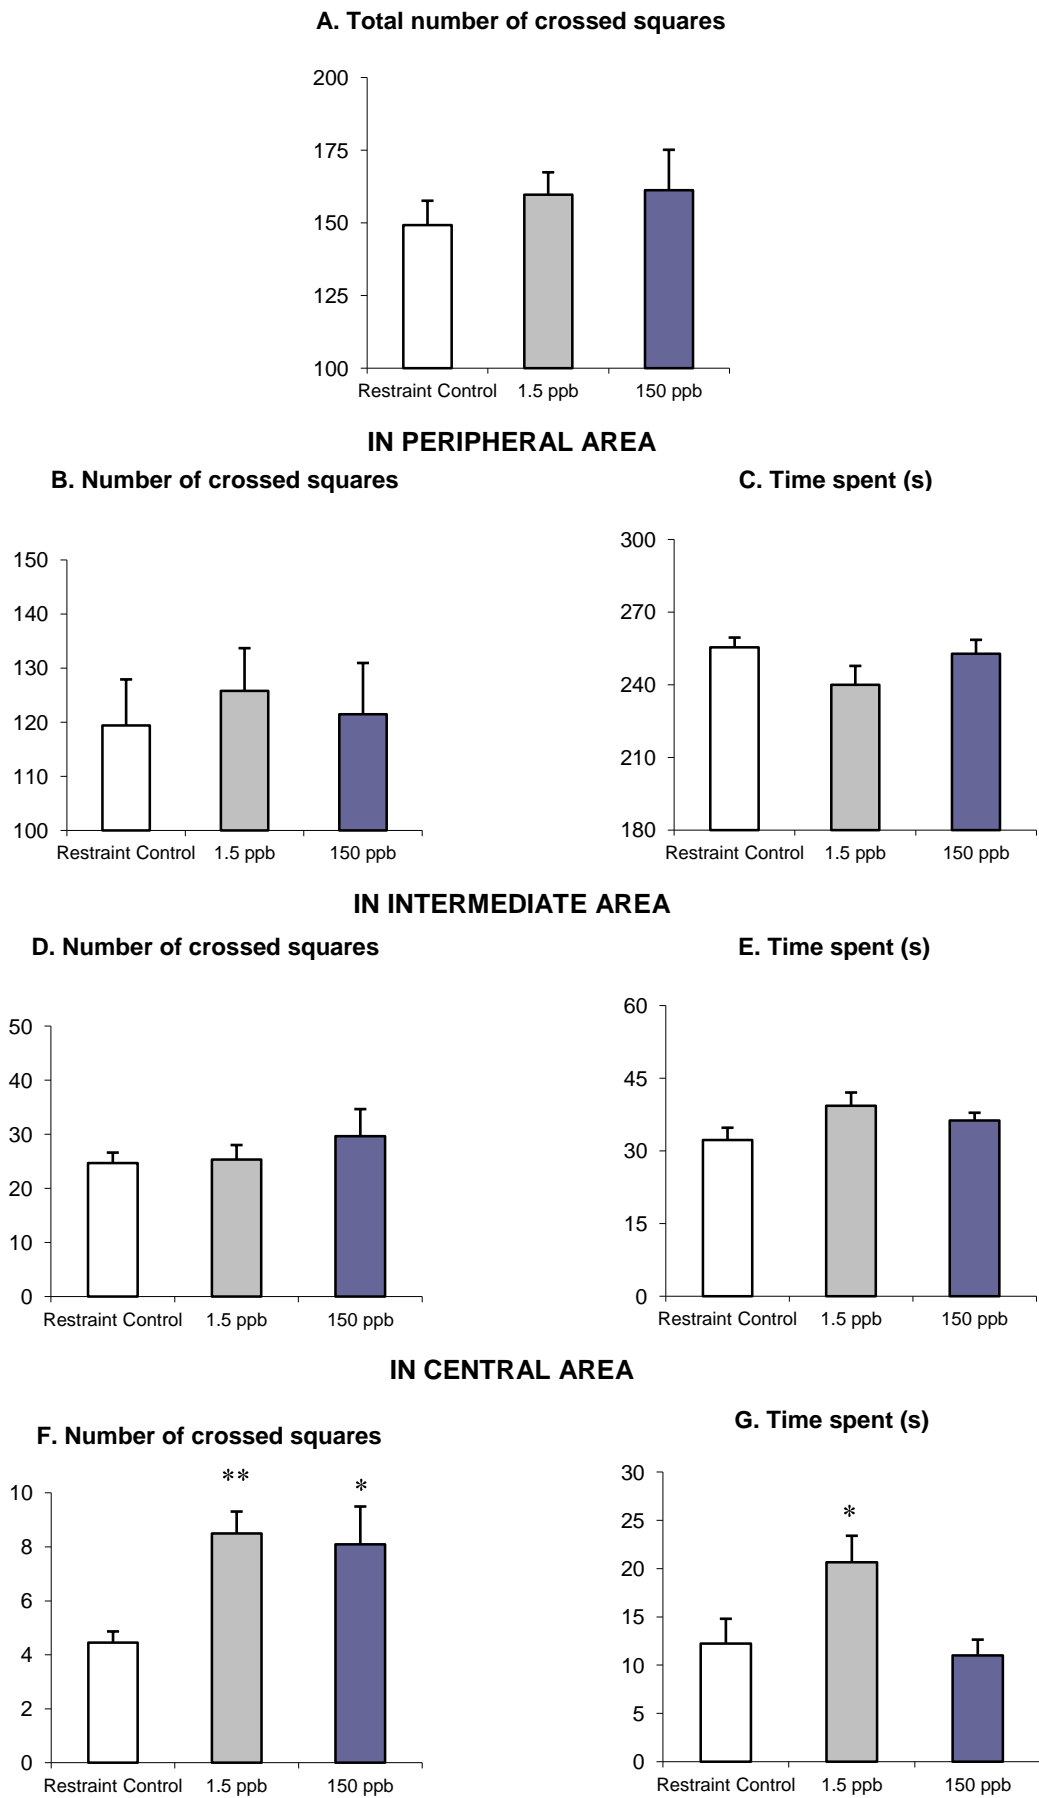 A. Total number of crossed squares
200
175
150
125
100
Restraint Control 1.5 ppb 150 ppb
IN PERIPHERAL AREA
B. Number of crossed squares
150
140
130
120
110
100
Restraint Control 1.5 ppb 150 ppb
C. Time spent (s)
300
270
240
210
180
Restraint Control 1.5 ppb 150 ppb
IN INTERMEDIATE AREA
D. Number of crossed squares
50
40
30
20
10
0
Restraint Control 1.5 ppb 150 ppb
E. Time spent (s)
60
45
30
15
0
Restraint Control 1.5 ppb 150 ppb
IN CENTRAL AREA
F. Number of crossed squares
** *
10
8
6
4
2
0
Restraint Control 1.5 ppb 150 ppb
G. Time spent (s)
*
30
25
20
15
10
5
0
Restraint Control 1.5 ppb 150 ppb